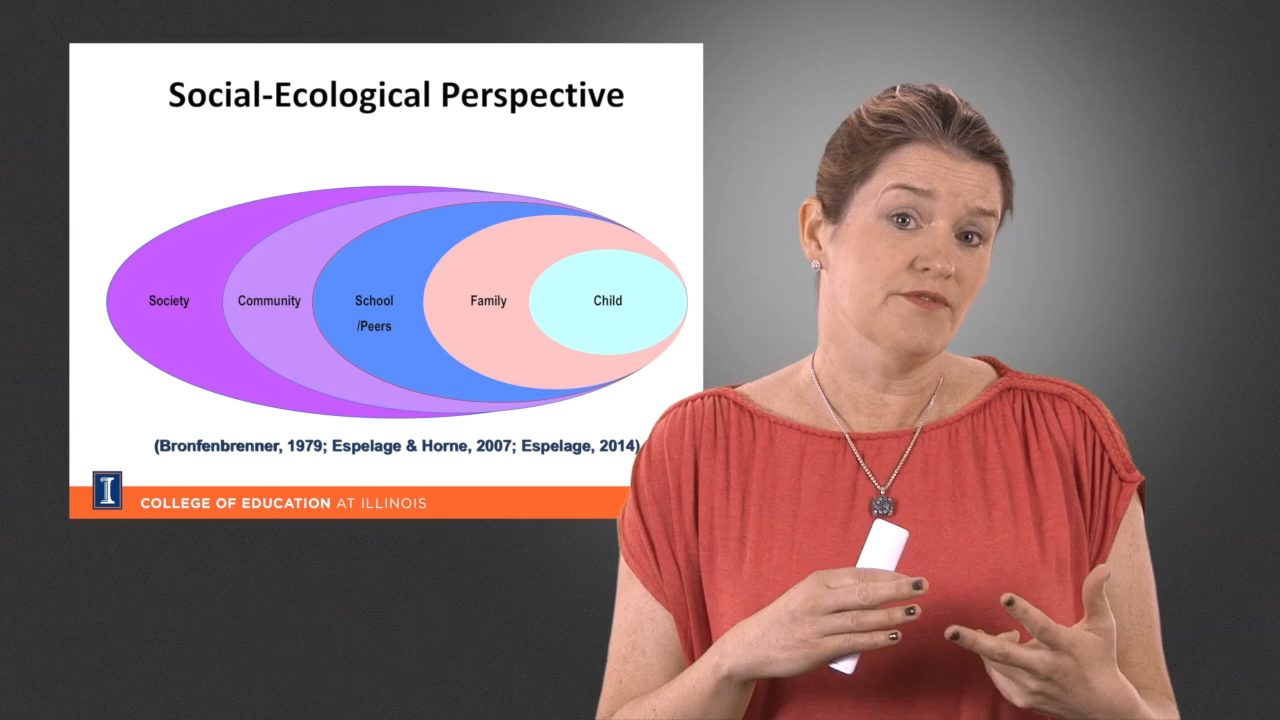 Social-Ecological Perspective
Society
Community
School
/Peers
Family
Child
(Bronfenbrenner, 1979; Espelage & Horne, 2007; Espelage, 2014)
I
COLLEGE OF EDUCATION AT ILLINOIS